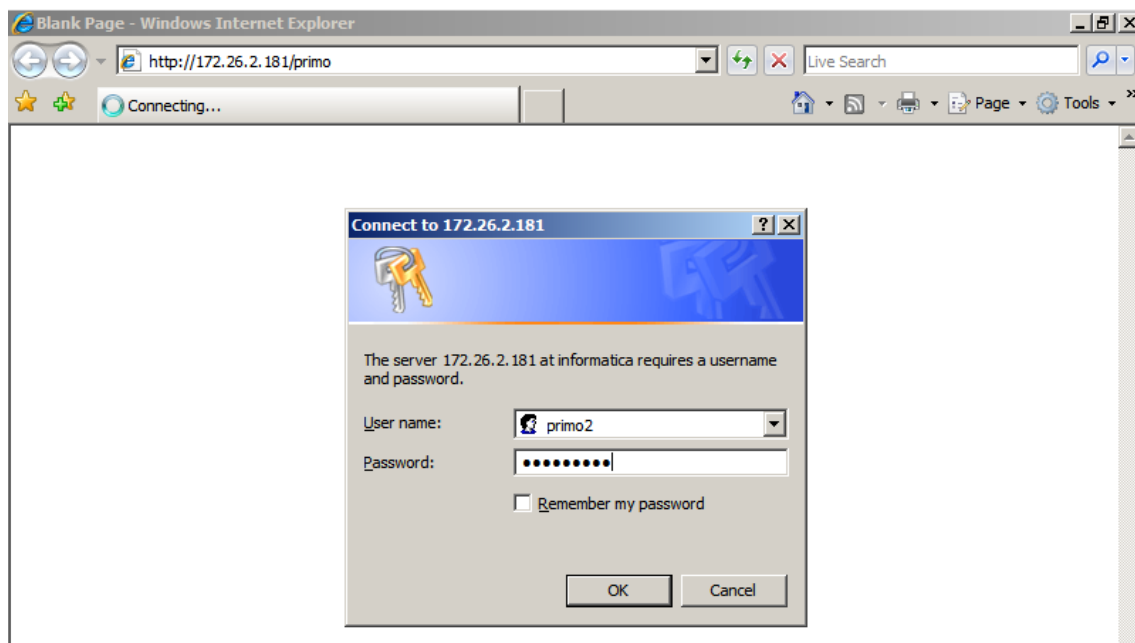 Blank Page - Windows Internet Explorer
http://172.26.2.181/primo
Live Search
Connecting...
Page
Tools
Connect to 172.26.2.181
The server 172.26.2.181 at informatica requires a username
and password.
User name:
primo2
Password:
•••••••••
Remember my password
OK
Cancel